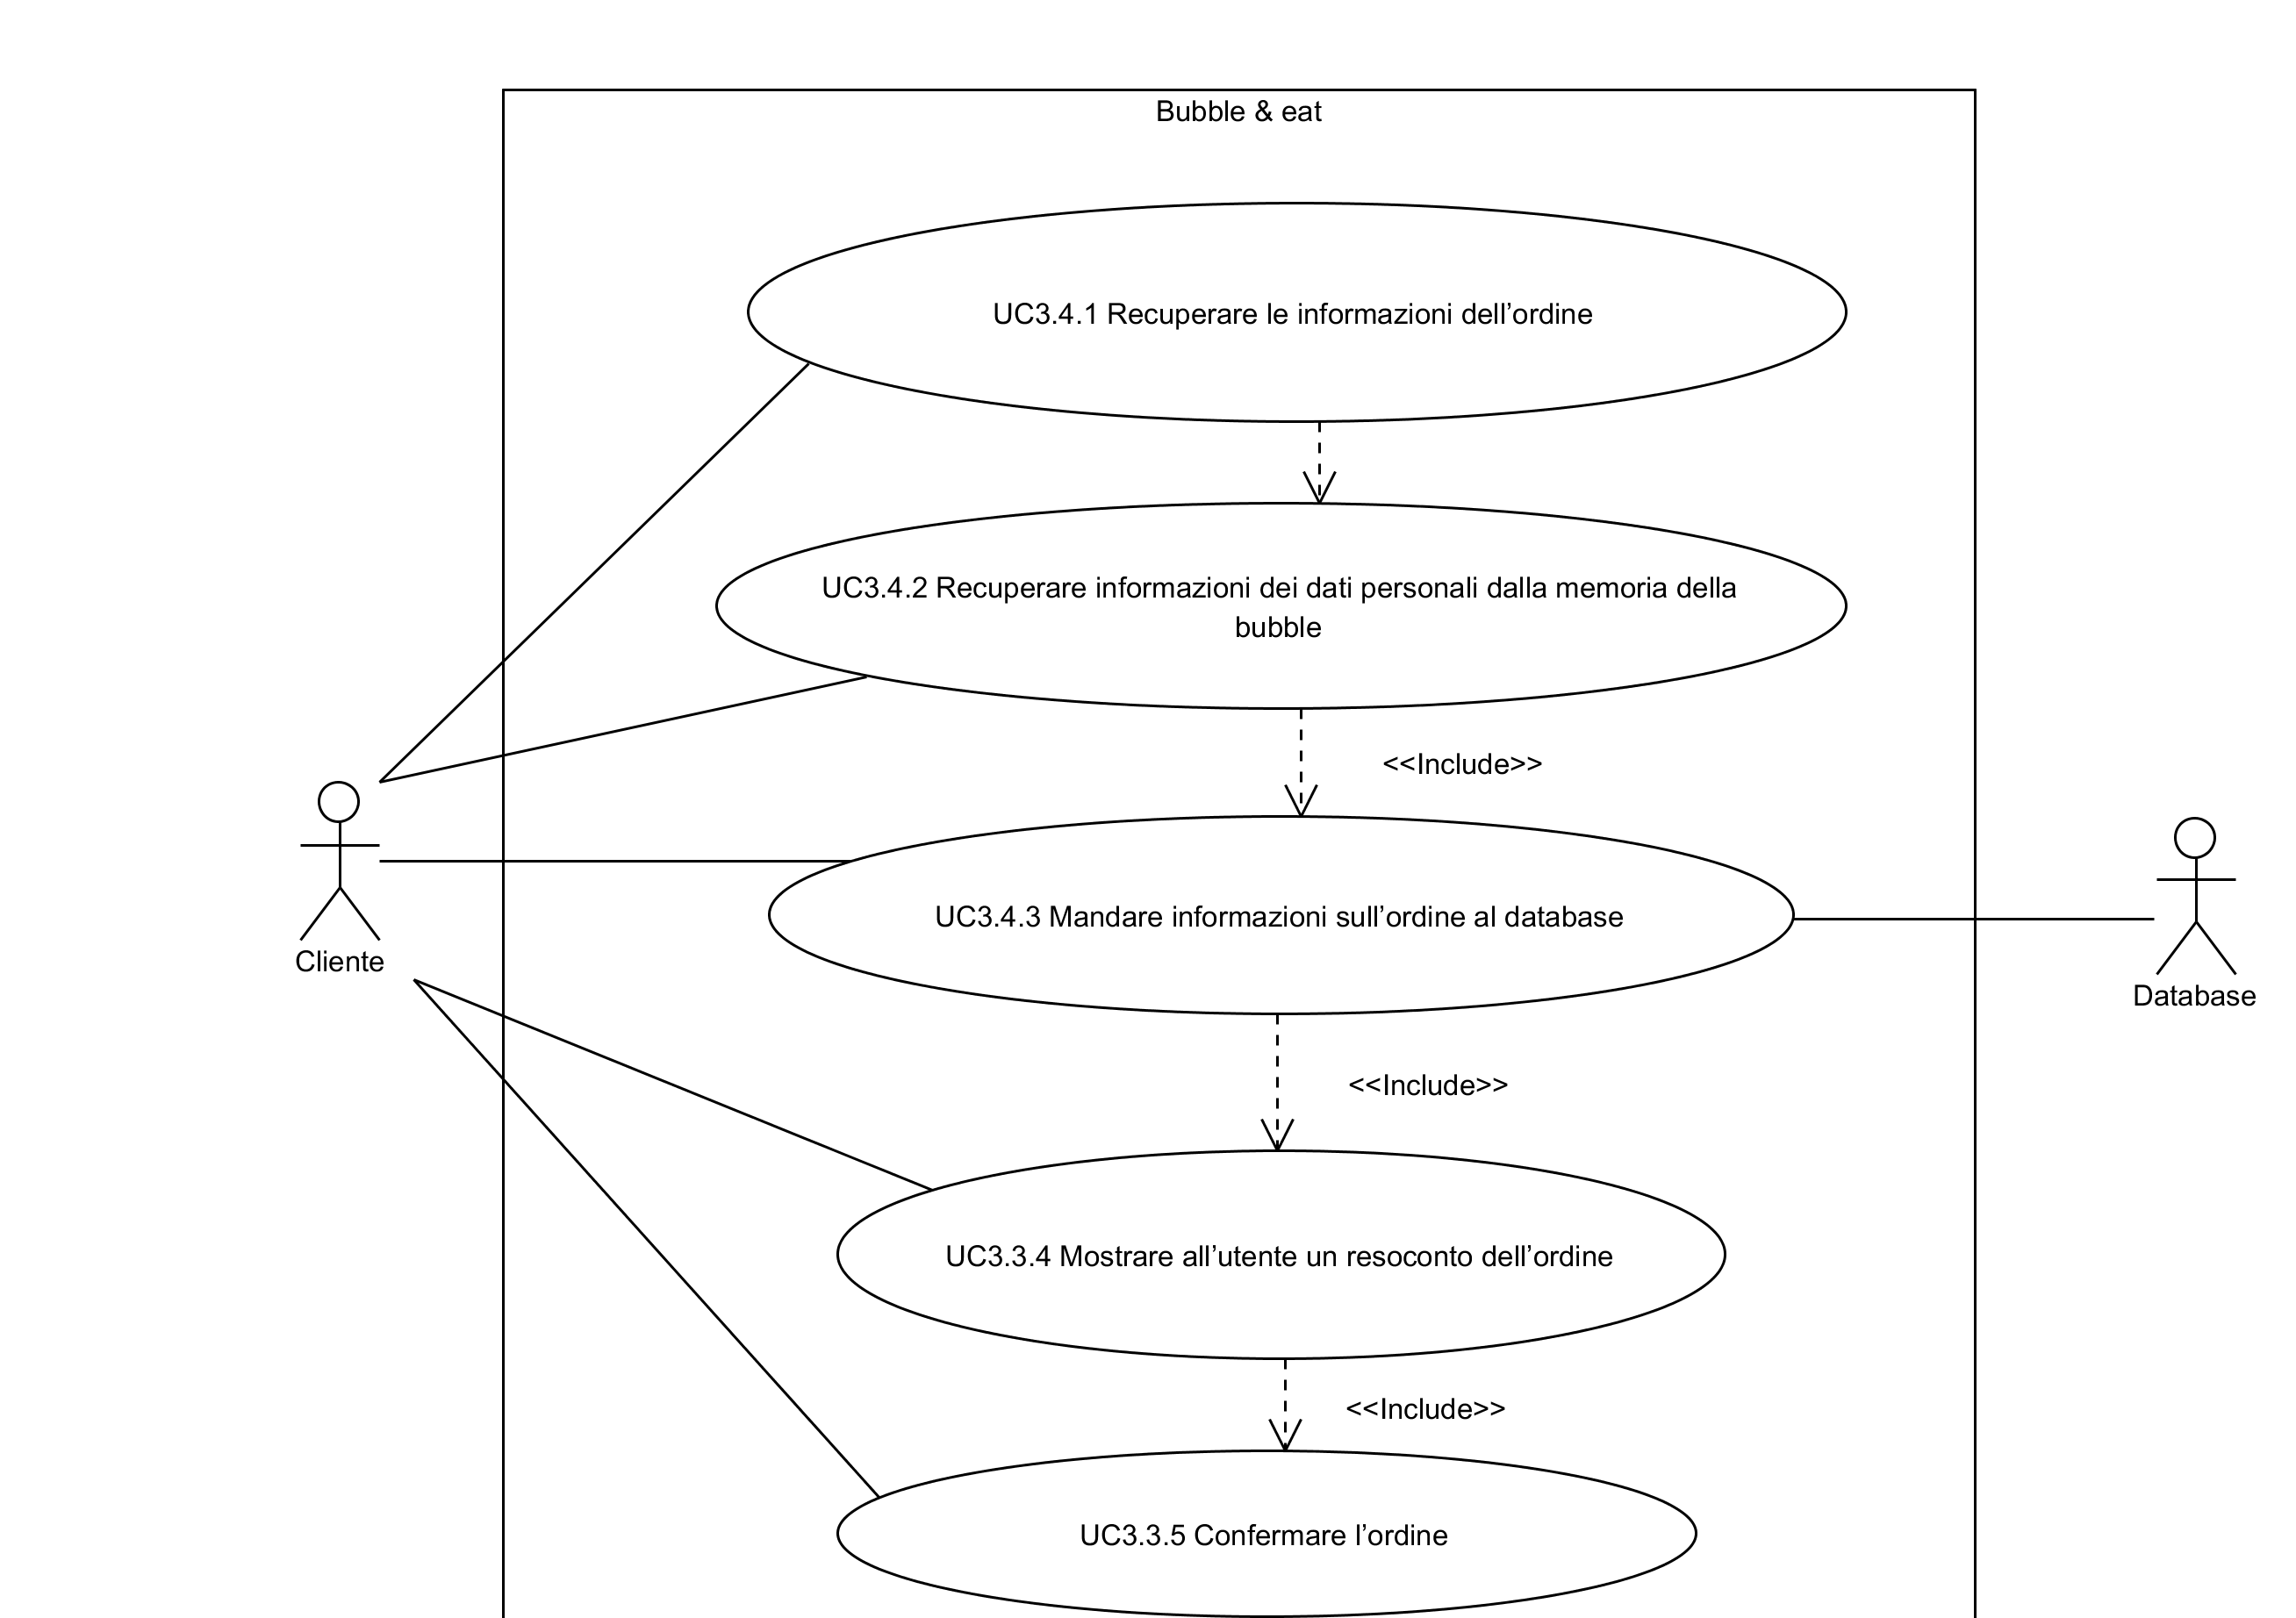 Bubble & eat
UC3.4.1 Recuperare le informazioni dell'ordine
UC3.4.2 Recuperare informazioni dei dati personali dalla memoria della
bubble
<<Include>>
Cliente
UC3.4.3 Mandare informazioni sull'ordine al database
Database
<<Include>>
UC3.3.4 Mostrare all'utente un resoconto dell'ordine
<<Include>>
UC3.3.5 Confermare l'ordine